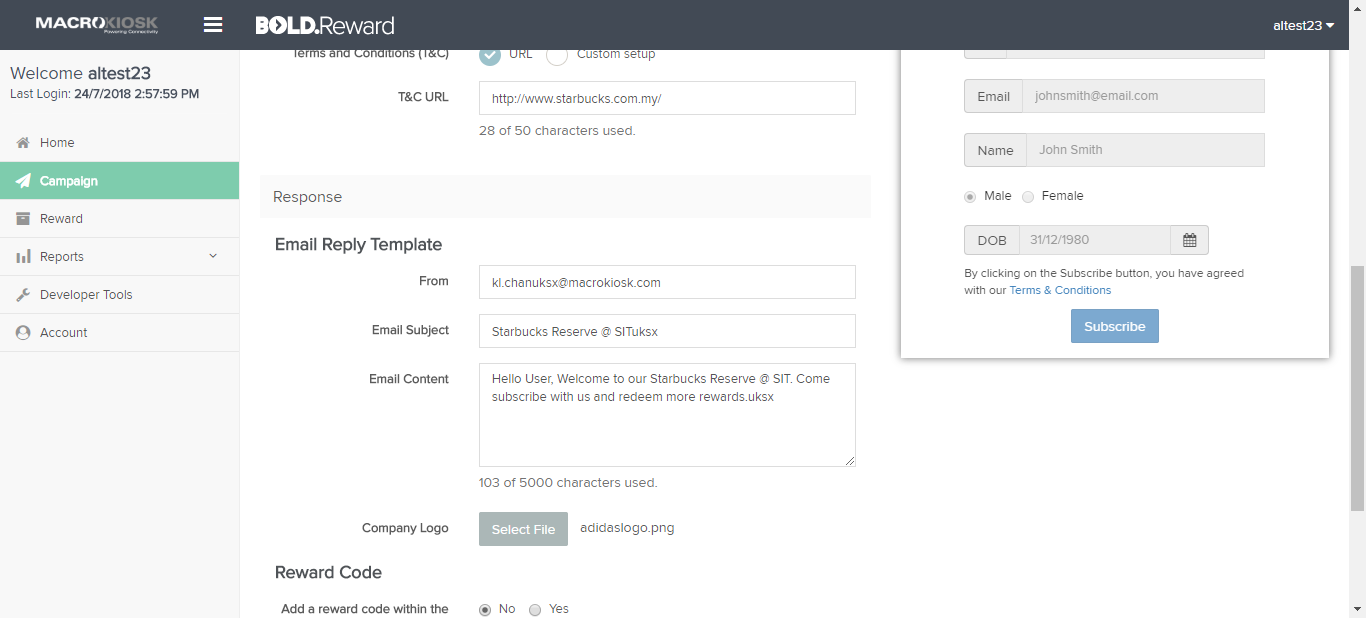 MACROKIOSK
Powering Connectivity
BOLD.Reward
altest23
Welcome altest23
Last Login: 24/7/2018 2:57:59 PM
Home
Campaign
Reward
Reports
Developer Tools
Account
Terms and Conditions (T&C)
URL
Custom setup
T&C URL
http://www.starbucks.com.my/
28 of 50 characters used.
Response
Email Reply Template
From
kl.chanuksx@macrokiosk.com
Email Subject
Starbucks Reserve @ SITuksx
Email Content
Hello User, Welcome to our Starbucks Reserve @ SIT. Come
subscribe with us and redeem more rewards.uksx
103 of 5000 characters used.
Company Logo
Select File
adidaslogo.png
Reward Code
Add a reward code within the
No
Yes
Email
johnsmith@email.com
Name
John Smith
Male
Female
DOB
31/12/1980
By clicking on the Subscribe button, you have agreed
with our Terms & Conditions
Subscribe